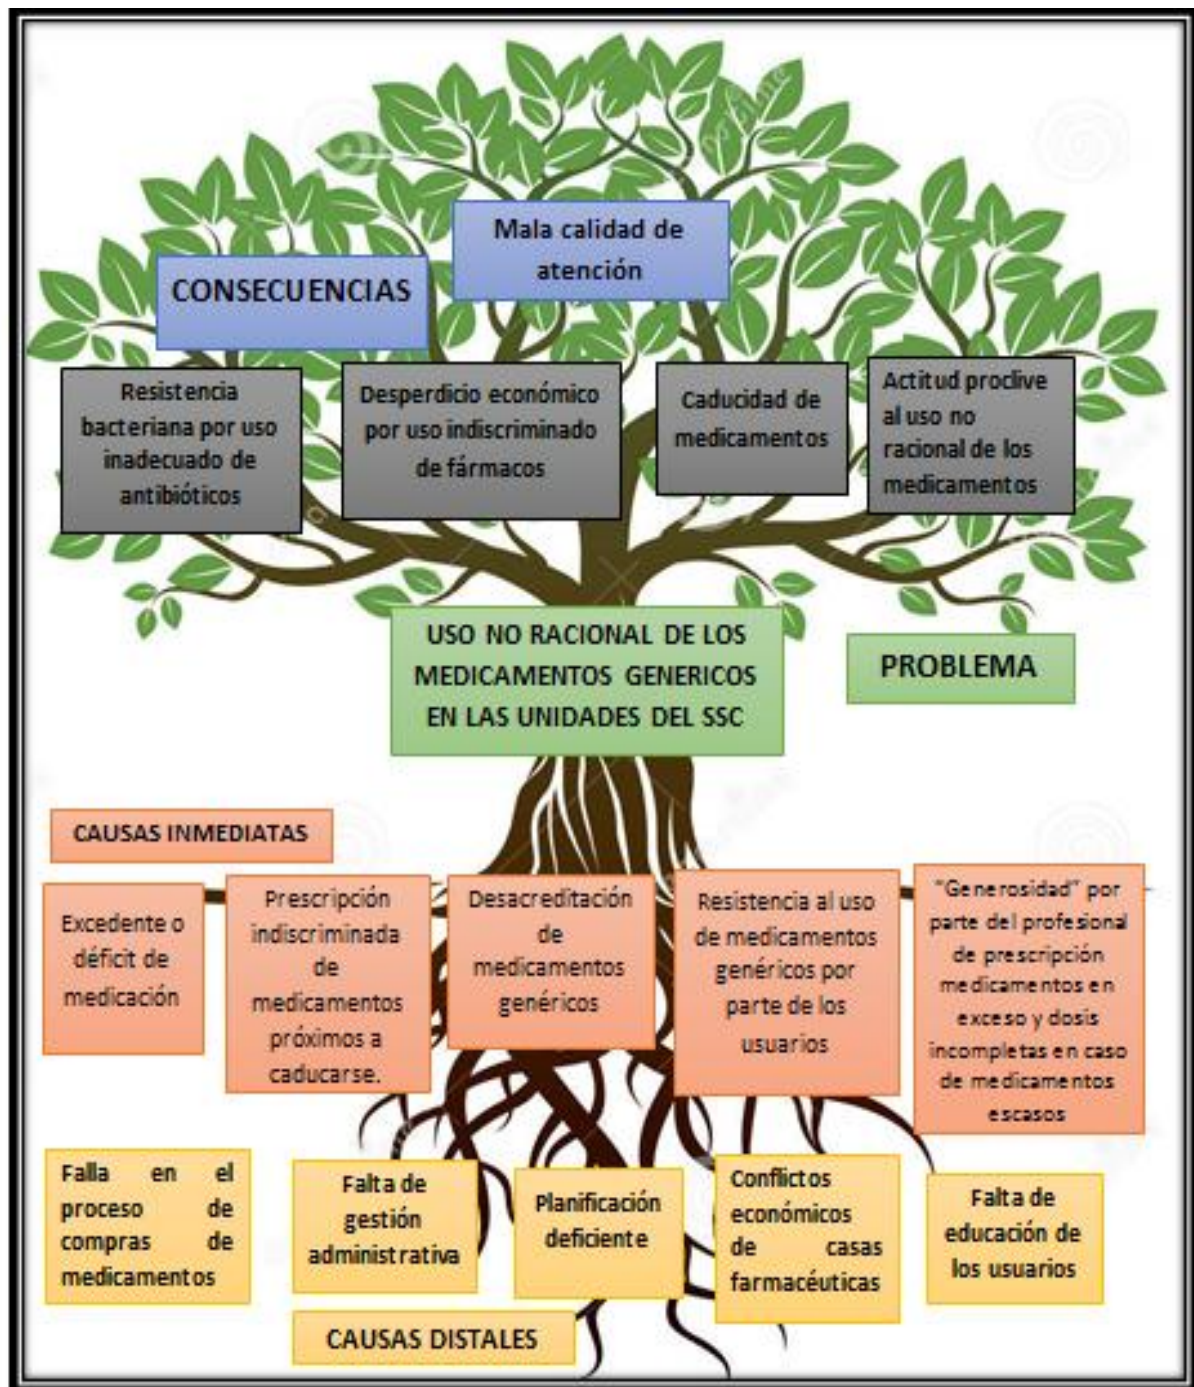 Mala calidad de
atención
CONSECUENCIAS
Resistencia
bacteriana por uso
inadecuado de
antibióticos
Desperdicio económico
por uso indiscriminado
de fármacos
Caducidad de
medicamentos
Actitud proclive
al uso no
racional de los
medicamentos
USO NO RACIONAL DE LOS
MEDICAMENTOS GENERICOS
EN LAS UNIDADES DEL SSC
PROBLEMA
CAUSAS INMEDIATAS
Excedente o
déficit de
medicación
Prescripción
indiscriminada
de
medicamentos
próximos a
caducarse.
Desacreditación
de
medicamentos
genéricos
Resistencia al uso
de medicamentos
genéricos por
parte de los
usuarios
"Generosidad" por
parte del profesional
de prescripción
medicamentos en
exceso y dosis
incompletas en caso
de medicamentos
escasos
Falla en el
proceso de
compras de
medicamentos
Falta de
gestión
administrativa
Planificación
deficiente
Conflictos
económicos
de casas
farmacéuticas
Falta de
educación de
los usuarios
CAUSAS DISTALES